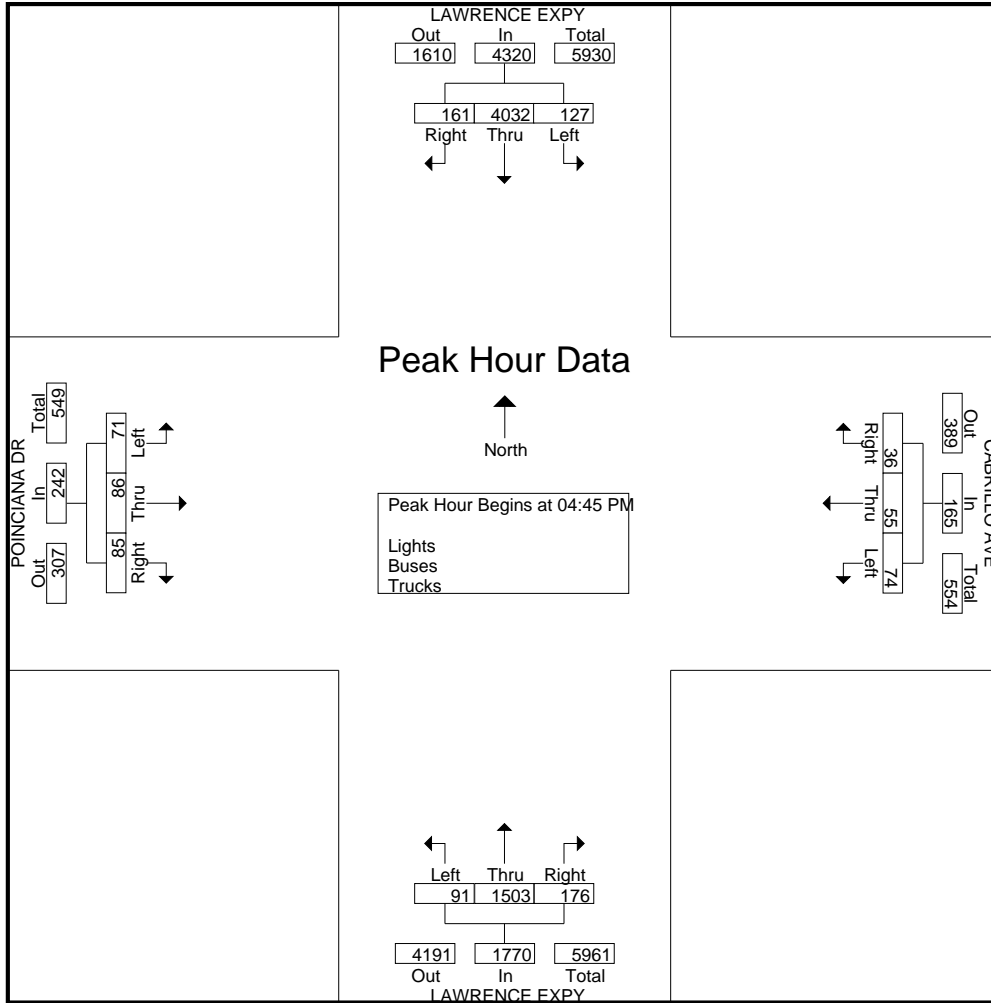 LAWRENCE EXPY
Out In Total
1610 4320 5930
161 4032 127
Right Thru Left
Peak Hour Data
North
Peak Hour Begins at 04:45 PM
Lights
Buses
Trucks
POINCIANA DR
Total In Out
549 242 307
71 86 85
Left Thru Right
CABRILLO AVE
Out In Total
389 165 554
36 55 74
Right Thru Left
Left Thru Right
91 1503 176
4191 1770 5961
Out In Total
LAWRENCE EXPY